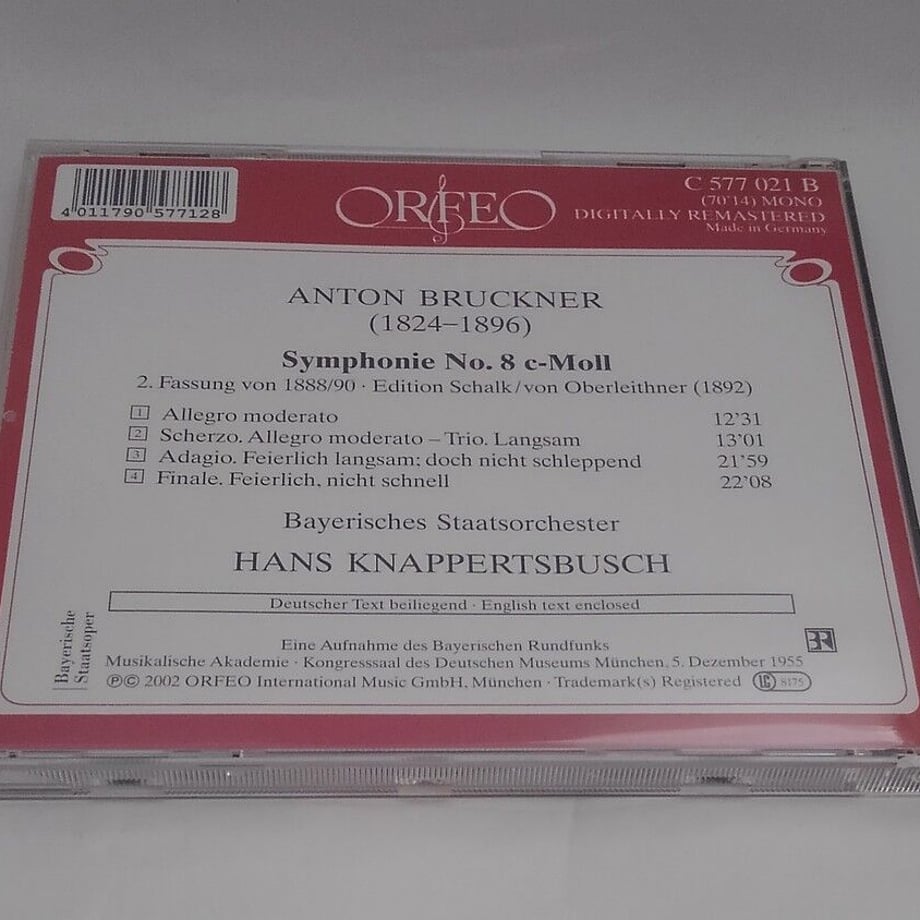 4 011790 577128
ORFEO
C 577 021 B
(70'14) MONO
DIGITALLY REMASTERED
Made in Germany
ANTON BRUCKNER
(1824–1896)
Symphonie No. 8 c-Moll
2. Fassung von 1888/90 · Edition Schalk/von Oberleithner (1892)
1 Allegro moderato 12'31
2 Scherzo. Allegro moderato – Trio. Langsam 13'01
3 Adagio. Feierlich langsam; doch nicht schleppend 21'59
4 Finale. Feierlich, nicht schnell 22'08
Bayerisches Staatsorchester
HANS KNAPPERTSBUSCH
Deutscher Text beiliegend · English text enclosed
Bayerische
Staatsoper
Eine Aufnahme des Bayerischen Rundfunks
BR
Musikalische Akademie · Kongresssaal des Deutschen Museums München, 5. Dezember 1955
℗© 2002 ORFEO International Music GmbH, München · Trademark(s) Registered LC 8175